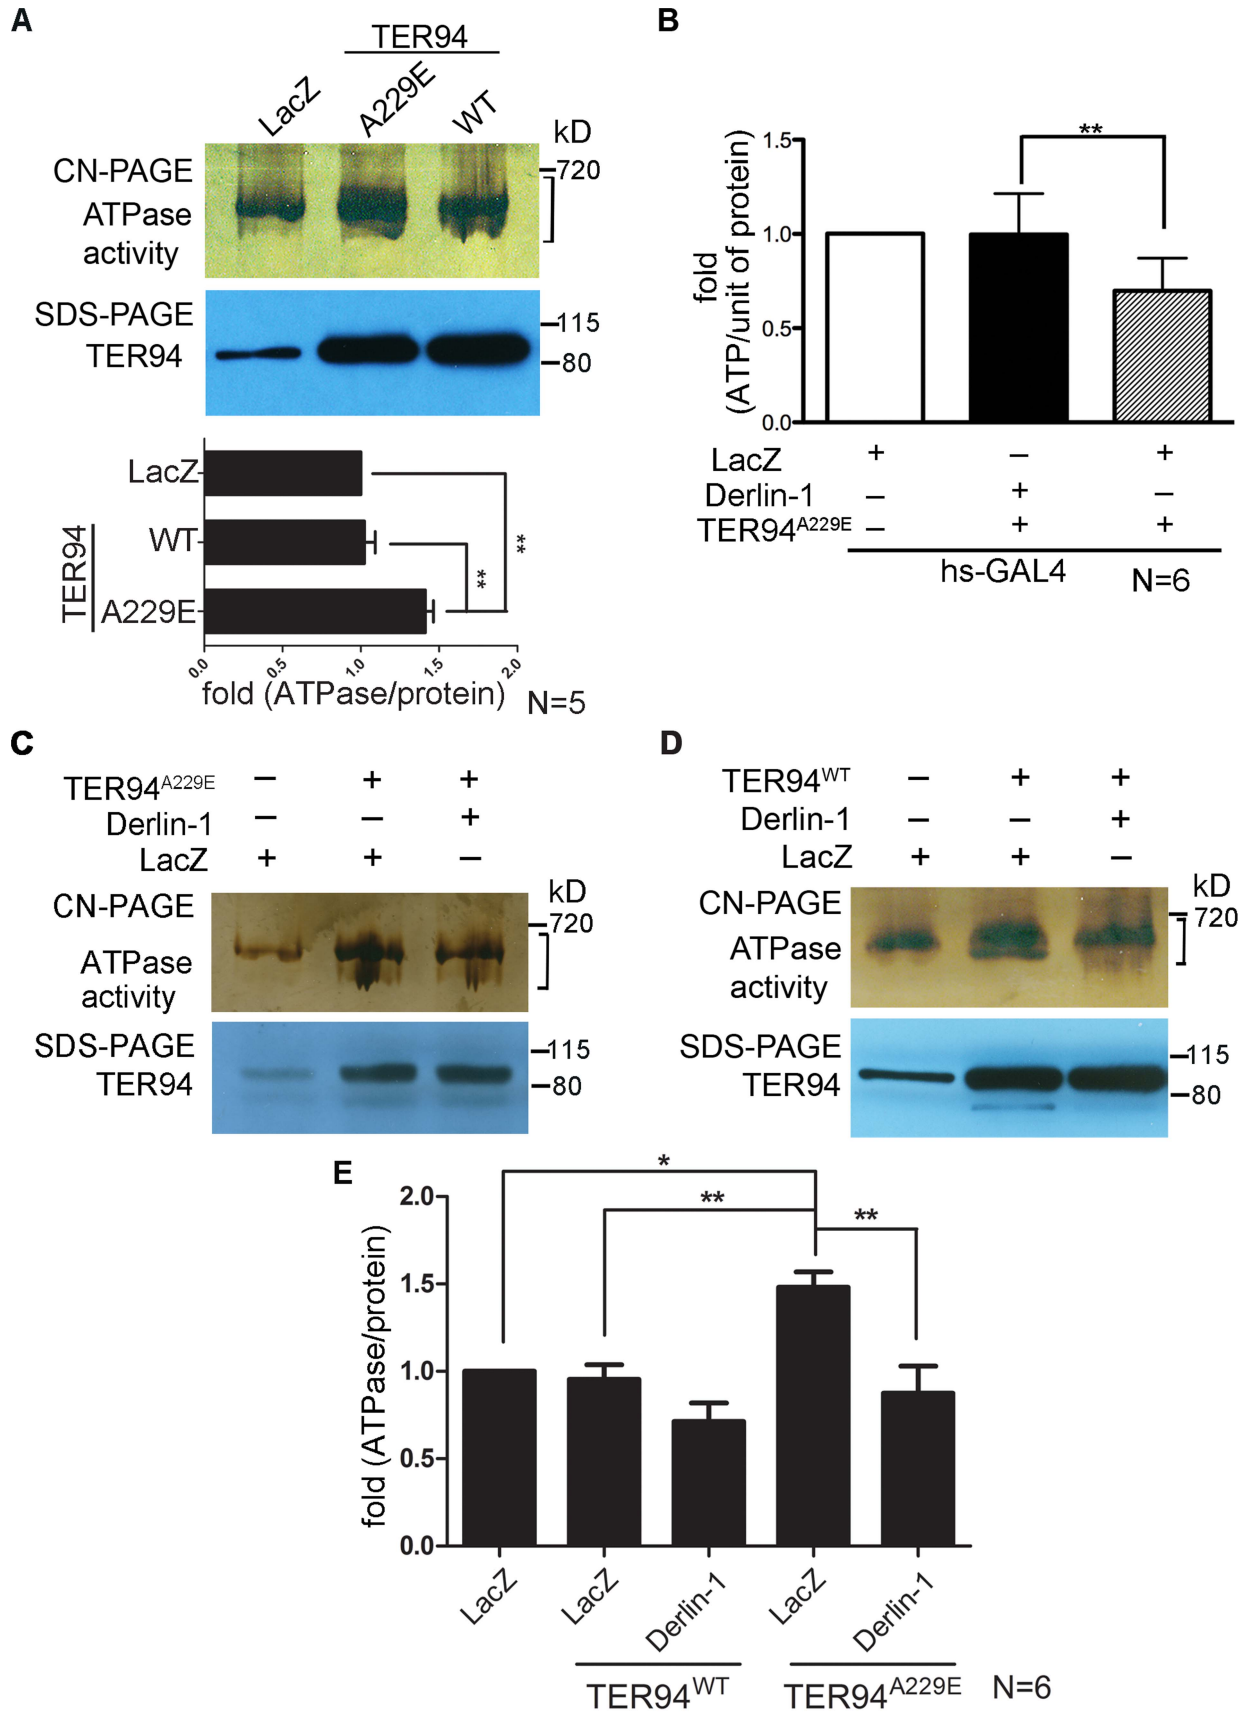 A
TER94
LacZ
A229E
WT
kD
CN-PAGE
720
ATPase
activity
SDS-PAGE
115
TER94
80
LacZ
**
WT
**
TER94
A229E
0.0 0.5 1.0 1.5 2.0
fold (ATPase/protein)
N=5
B
**
1.5
1.0
0.5
0.0
fold
(ATP/unit of protein)
LacZ + − +
Derlin-1 − + −
TER94A229E − + +
hs-GAL4
N=6
C
TER94A229E − + +
Derlin-1 − − +
LacZ + + −
kD
CN-PAGE
720
ATPase
activity
SDS-PAGE
115
TER94
80
D
TER94WT − + +
Derlin-1 − − +
LacZ + + −
kD
CN-PAGE
720
ATPase
activity
SDS-PAGE
115
TER94
80
E
*
**
**
2.0
1.5
1.0
0.5
0.0
fold (ATPase/protein)
LacZ
LacZ
Derlin-1
LacZ
Derlin-1
TER94WT
TER94A229E
N=6